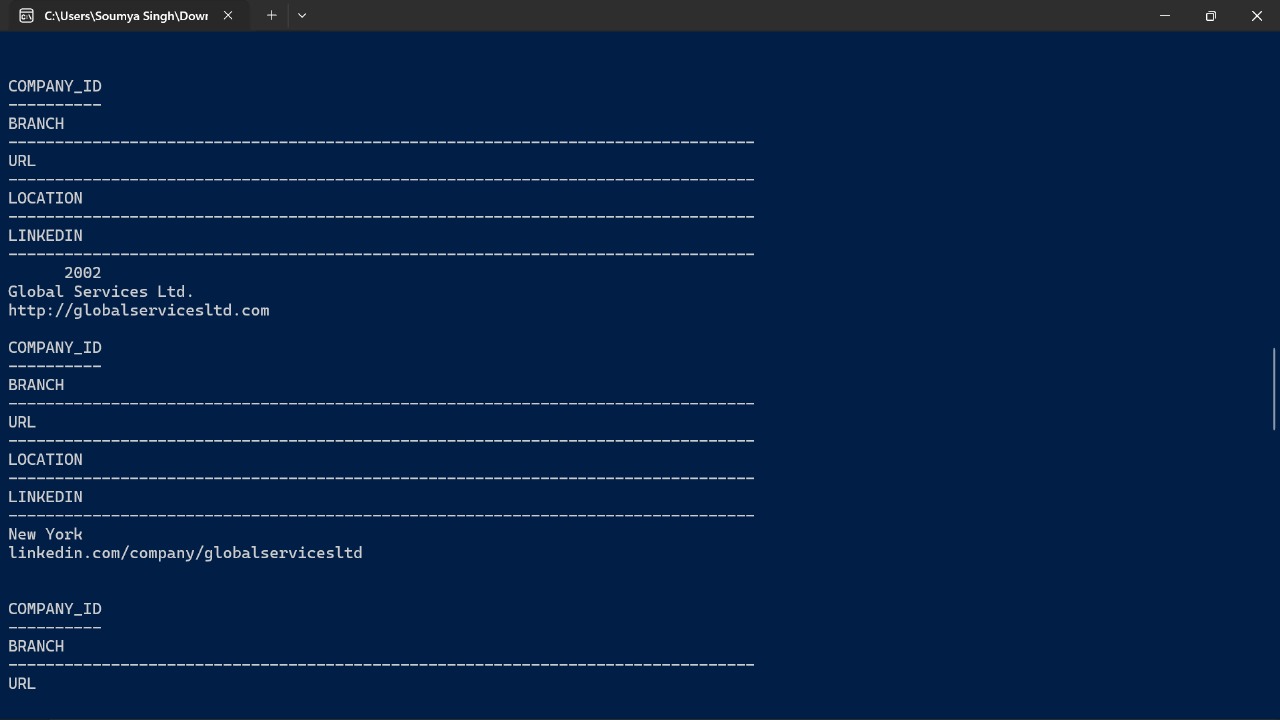 C:\Users\Soumya Singh\Dowr
COMPANY_ID
----------
BRANCH
--------------------------------------------------------------------------------
URL
--------------------------------------------------------------------------------
LOCATION
--------------------------------------------------------------------------------
LINKEDIN
--------------------------------------------------------------------------------
2002
Global Services Ltd.
http://globalservicesltd.com
COMPANY_ID
----------
BRANCH
--------------------------------------------------------------------------------
URL
--------------------------------------------------------------------------------
LOCATION
--------------------------------------------------------------------------------
LINKEDIN
--------------------------------------------------------------------------------
New York
linkedin.com/company/globalservicesltd
COMPANY_ID
----------
BRANCH
--------------------------------------------------------------------------------
URL